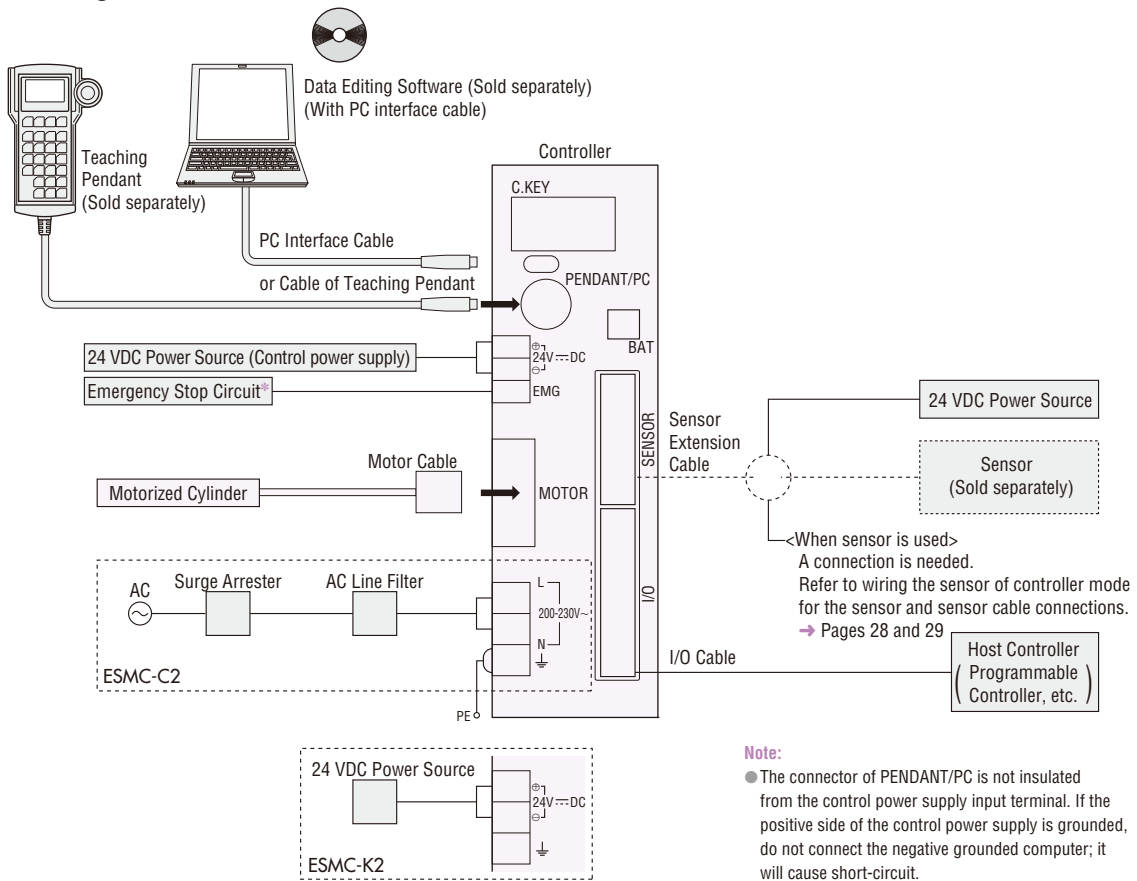 Data Editing Software (Sold separately)
(With PC interface cable)
Teaching
Pendant
(Sold separately)
PC Interface Cable
or Cable of Teaching Pendant
Controller
C.KEY
PENDANT/PC
BAT
24 VDC Power Source (Control power supply)
⊕
24V⎓DC
⊖
Emergency Stop Circuit*
EMG
SENSOR
Sensor
Extension
Cable
24 VDC Power Source
Sensor
(Sold separately)
<When sensor is used>
A connection is needed.
Refer to wiring the sensor of controller mode
for the sensor and sensor cable connections.
→ Pages 28 and 29
Motor Cable
Motorized Cylinder
MOTOR
AC
Surge Arrester
AC Line Filter
L
200-230V~
N
ESMC-C2
PE
I/O
I/O Cable
Host Controller
( Programmable
Controller, etc. )
24 VDC Power Source
⊕
24V⎓DC
⊖
ESMC-K2
Note:
● The connector of PENDANT/PC is not insulated
from the control power supply input terminal. If the
positive side of the control power supply is grounded,
do not connect the negative grounded computer; it
will cause short-circuit.